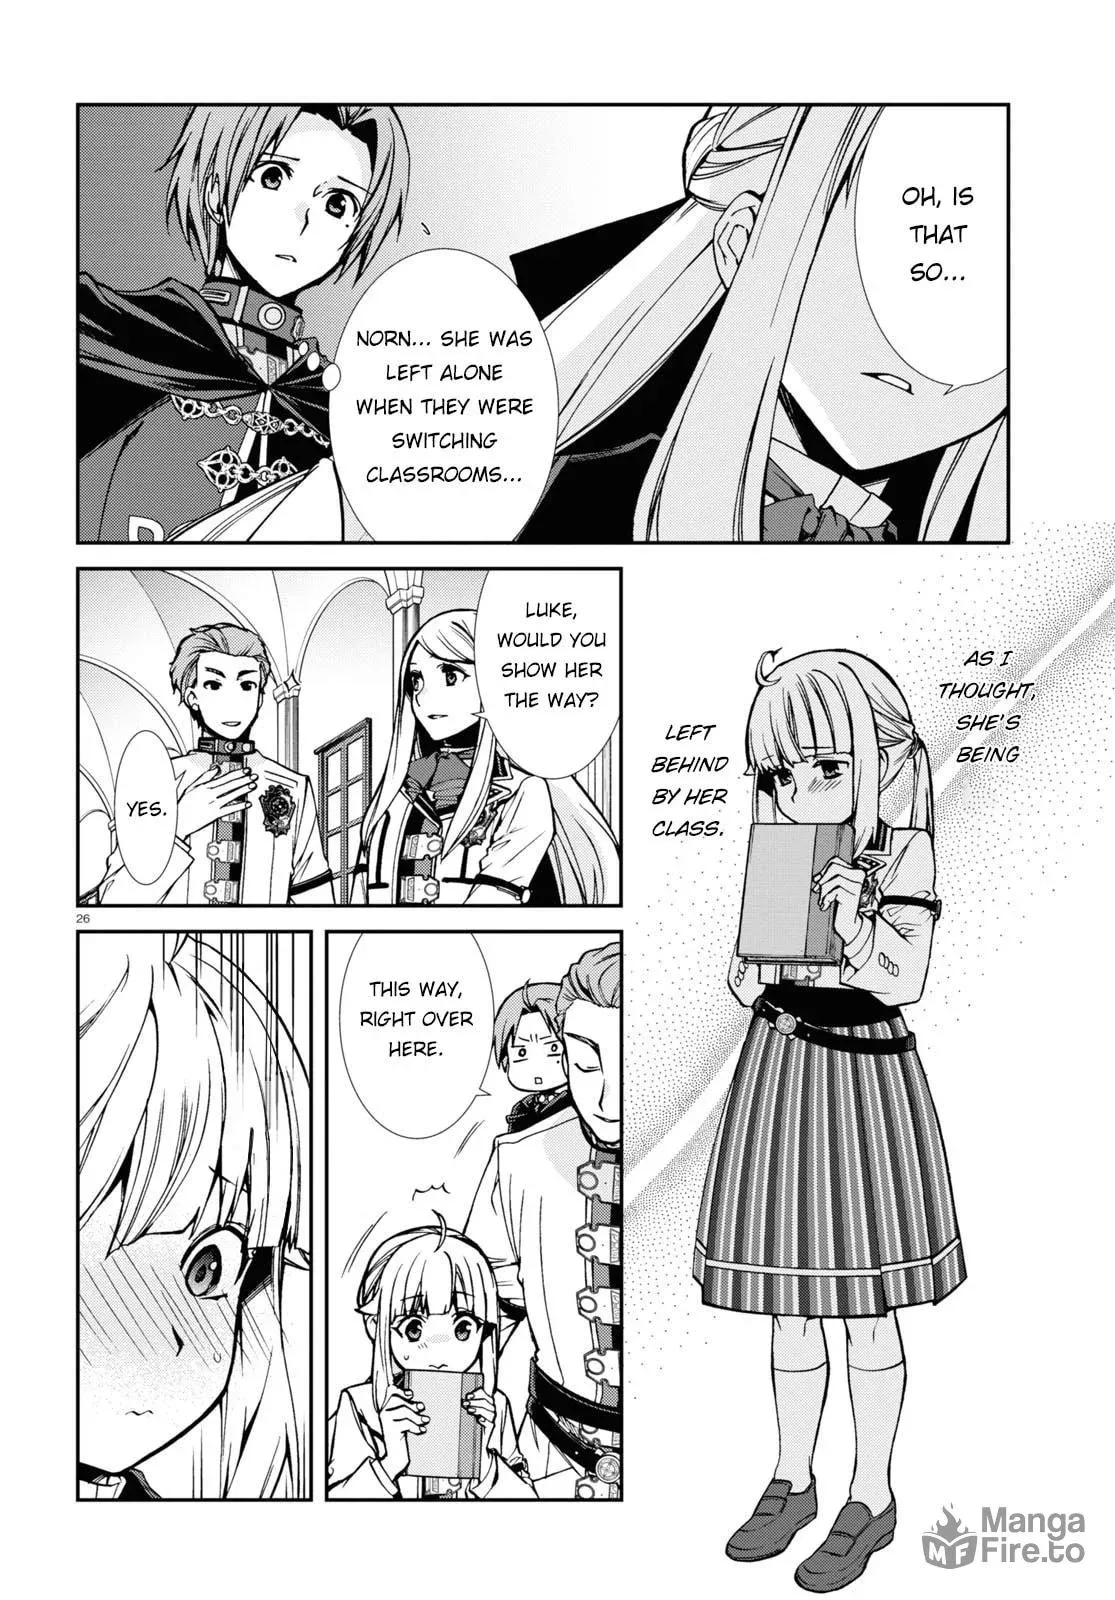 OH, IS
THAT
SO...
NORN... SHE WAS
LEFT ALONE
WHEN THEY WERE
SWITCHING
CLASSROOMS...
AS I
THOUGHT,
SHE'S
BEING
LEFT
BEHIND
BY HER
CLASS.
LUKE,
WOULD YOU
SHOW HER
THE WAY?
YES.
26
THIS WAY,
RIGHT OVER
HERE.
MF
Manga
Fire.to